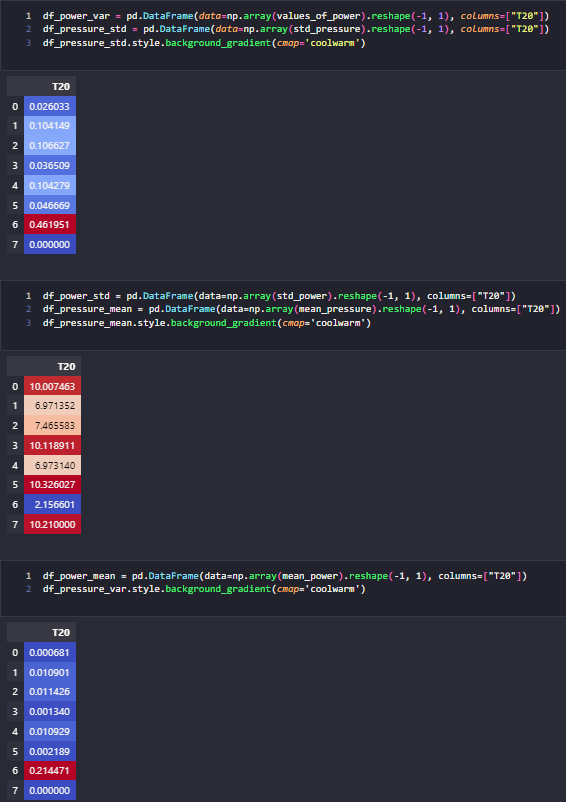 1 df_power_var = pd.DataFrame(data=np.array(values_of_power).reshape(-1, 1), columns=["T20"])
2 df_pressure_std = pd.DataFrame(data=np.array(std_pressure).reshape(-1, 1), columns=["T20"])
3 df_pressure_std.style.background_gradient(cmap='coolwarm')
T20
0 0.026033
1 0.104149
2 0.106627
3 0.036509
4 0.104279
5 0.046669
6 0.461951
7 0.000000
1 df_power_std = pd.DataFrame(data=np.array(std_power).reshape(-1, 1), columns=["T20"])
2 df_pressure_mean = pd.DataFrame(data=np.array(mean_pressure).reshape(-1, 1), columns=["T20"])
3 df_pressure_mean.style.background_gradient(cmap='coolwarm')
T20
0 10.007463
1 6.971352
2 7.465583
3 10.118911
4 6.973140
5 10.326027
6 2.156601
7 10.210000
1 df_power_mean = pd.DataFrame(data=np.array(mean_power).reshape(-1, 1), columns=["T20"])
2 df_pressure_var.style.background_gradient(cmap='coolwarm')
T20
0 0.000681
1 0.010901
2 0.011426
3 0.001340
4 0.010929
5 0.002189
6 0.214471
7 0.000000